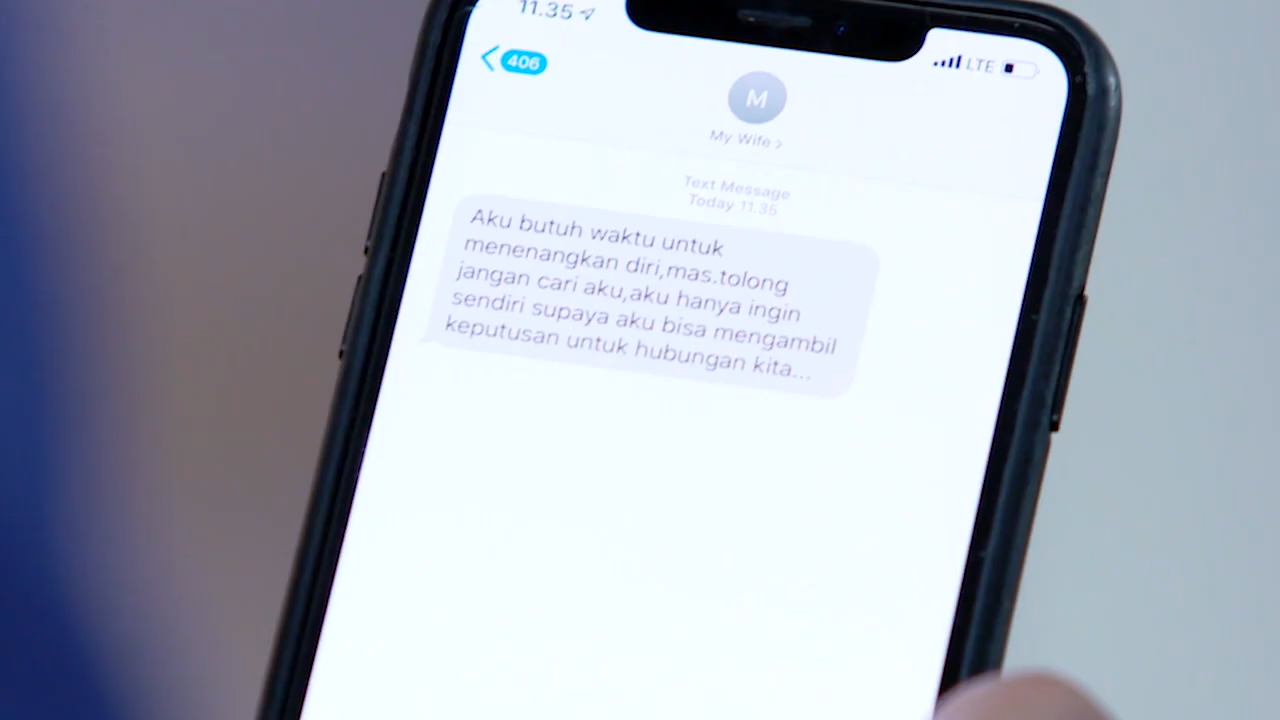 11.35
406
LTE
M
My Wife >
Text Message
Today 11.35
Aku butuh waktu untuk
menenangkan diri,mas.tolong
jangan cari aku,aku hanya ingin
sendiri supaya aku bisa mengambil
keputusan untuk hubungan kita...